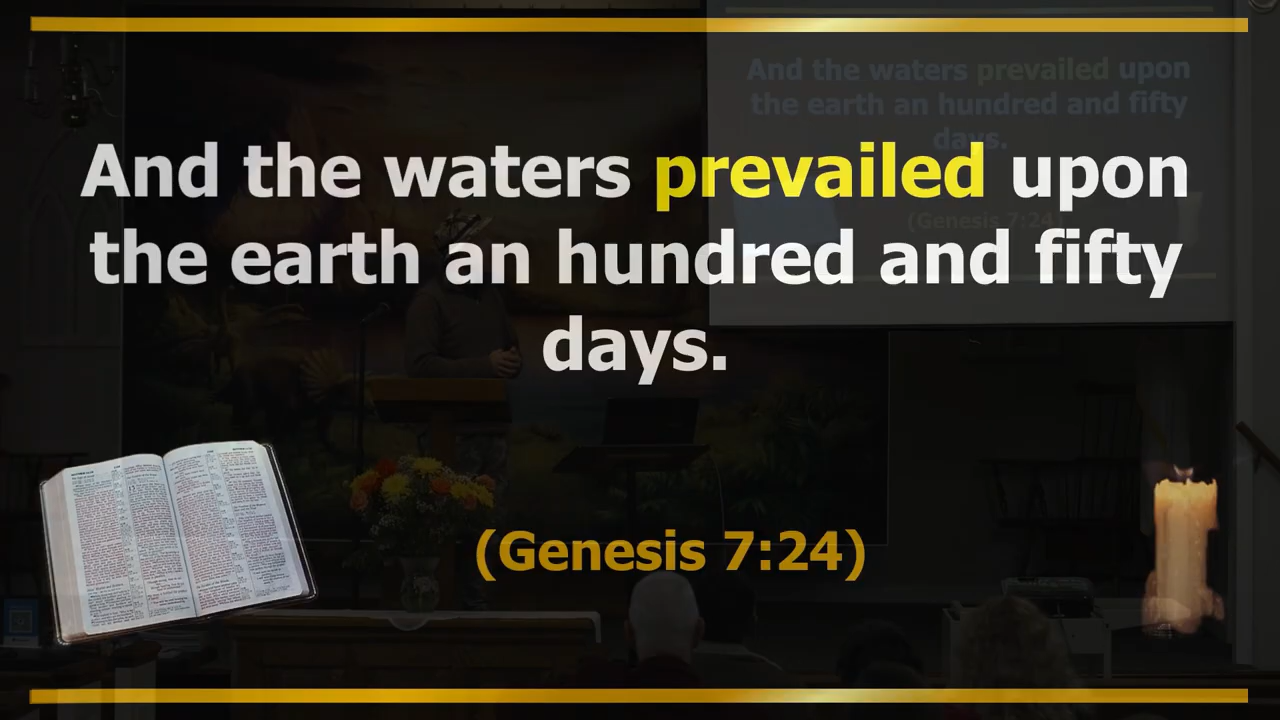 And the waters prevailed upon
the earth an hundred and fifty
days.
(Genesis 7:24)
And the waters prevailed upon
the earth an hundred and fifty
days.
(Genesis 7:24)